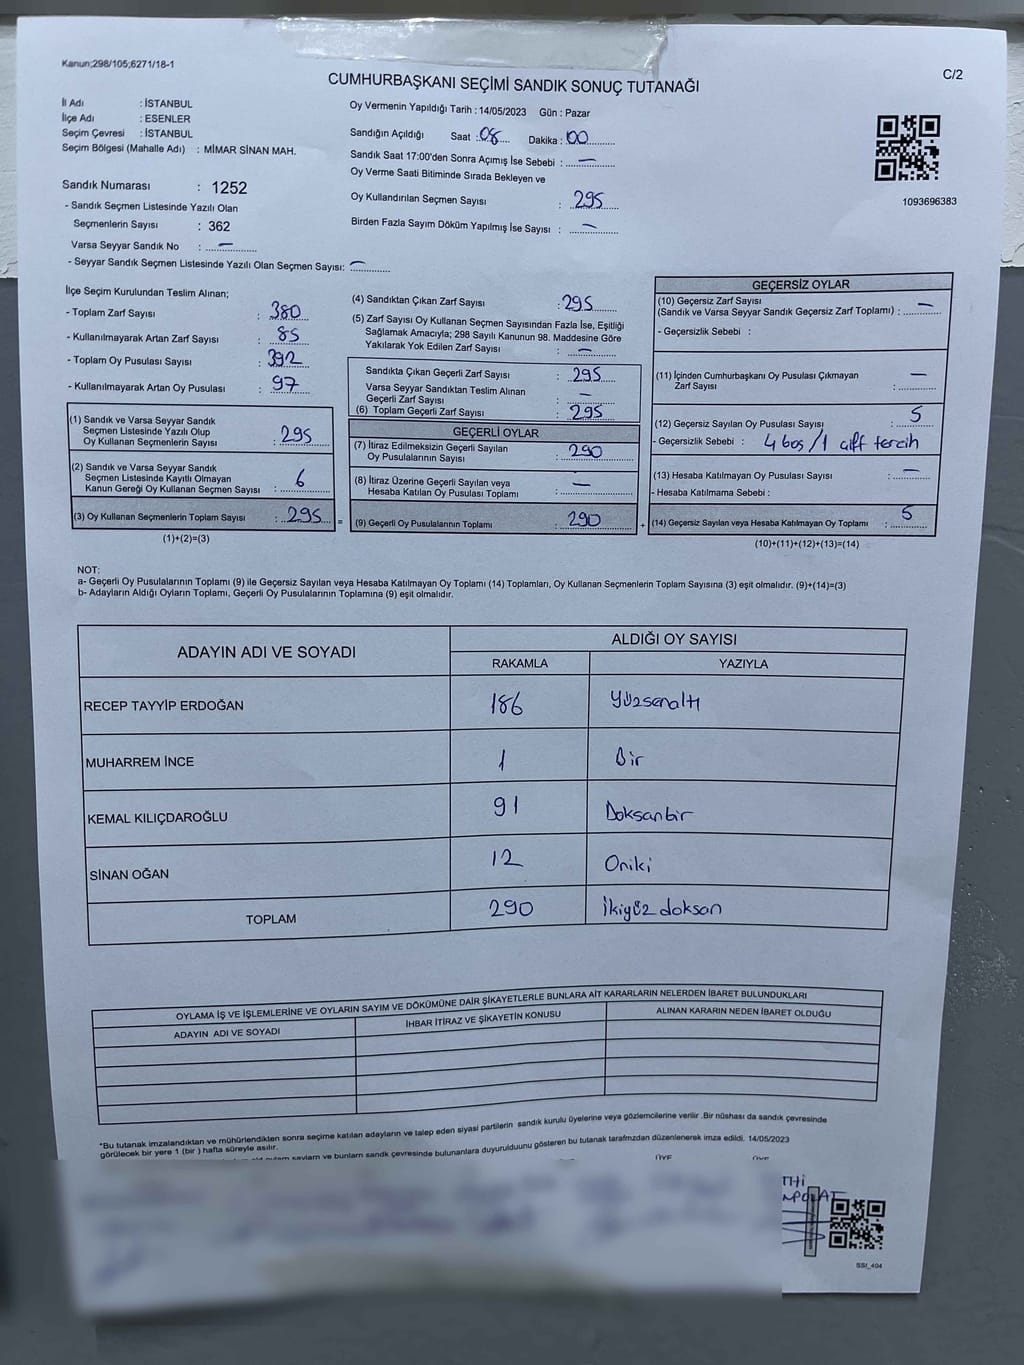 Kanun;298/105;6271/18-1
C/2
CUMHURBAŞKANI SEÇİMİ SANDIK SONUÇ TUTANAĞI
İl Adı : İSTANBUL
İlçe Adı : ESENLER
Seçim Çevresi : İSTANBUL
Seçim Bölgesi (Mahalle Adı) : MİMAR SİNAN MAH.
Sandık Numarası : 1252
- Sandık Seçmen Listesinde Yazılı Olan
Seçmenlerin Sayısı : 362
Varsa Seyyar Sandık No : —
- Seyyar Sandık Seçmen Listesinde Yazılı Olan Seçmen Sayısı: —
Oy Vermenin Yapıldığı Tarih : 14/05/2023 Gün : Pazar
Sandığın Açıldığı Saat : 08 Dakika : 00
Sandık Saat 17:00'den Sonra Açımış İse Sebebi : —
Oy Verme Saati Bitiminde Sırada Bekleyen ve
Oy Kullandırılan Seçmen Sayısı : 295
Birden Fazla Sayım Döküm Yapılmış İse Sayısı : —
1093696383
İlçe Seçim Kurulundan Teslim Alınan;
- Toplam Zarf Sayısı : 380
- Kullanılmayarak Artan Zarf Sayısı : 85
- Toplam Oy Pusulası Sayısı : 392
- Kullanılmayarak Artan Oy Pusulası : 97
(1) Sandık ve Varsa Seyyar Sandık
Seçmen Listesinde Yazılı Olup
Oy Kullanan Seçmenlerin Sayısı : 295
(2) Sandık ve Varsa Seyyar Sandık
Seçmen Listesinde Kayıtlı Olmayan
Kanun Gereği Oy Kullanan Seçmen Sayısı : 6
(3) Oy Kullanan Seçmenlerin Toplam Sayısı : 295 =
(1)+(2)=(3)
(4) Sandıktan Çıkan Zarf Sayısı : 295
(5) Zarf Sayısı Oy Kullanan Seçmen Sayısından Fazla İse, Eşitliği
Sağlamak Amacıyla; 298 Sayılı Kanunun 98. Maddesine Göre
Yakılarak Yok Edilen Zarf Sayısı : —
Sandıkta Çıkan Geçerli Zarf Sayısı : 295
Varsa Seyyar Sandıktan Teslim Alınan
Geçerli Zarf Sayısı : —
(6) Toplam Geçerli Zarf Sayısı : 295
GEÇERLİ OYLAR
(7) İtiraz Edilmeksizin Geçerli Sayılan
Oy Pusulalarının Sayısı : 290
(8) İtiraz Üzerine Geçerli Sayılan veya
Hesaba Katılan Oy Pusulası Toplamı : —
(9) Geçerli Oy Pusulalarının Toplamı : 290 +
GEÇERSİZ OYLAR
(10) Geçersiz Zarf Sayısı
(Sandık ve Varsa Sandık Geçersiz Zarf Toplamı) : —
- Geçersizlik Sebebi :
(11) İçinden Cumhurbaşkanı Oy Pusulası Çıkmayan
Zarf Sayısı : —
(12) Geçersiz Sayılan Oy Pusulası Sayısı : 5
- Geçersizlik Sebebi : 4 boş / 1 çift tercih
(13) Hesaba Katılmayan Oy Pusulası Sayısı : —
- Hesaba Katılmama Sebebi :
(14) Geçersiz Sayılan veya Hesaba Katılmayan Oy Toplamı : 5
(10)+(11)+(12)+(13)=(14)
NOT:
a- Geçerli Oy Pusulalarının Toplamı (9) ile Geçersiz Sayılan veya Hesaba Katılmayan Oy Toplamı (14) Toplamları, Oy Kullanan Seçmenlerin Toplam Sayısına (3) eşit olmalıdır. (9)+(14)=(3)
b- Adayların Aldığı Oyların Toplamı, Geçerli Oy Pusulalarının Toplamına (9) eşit olmalıdır.
ADAYIN ADI VE SOYADI
ALDIĞI OY SAYISI
RAKAMLA YAZIYLA
RECEP TAYYİP ERDOĞAN 186 Yüzsenaltı
MUHARREM İNCE 1 Bir
KEMAL KILIÇDAROĞLU 91 Doksanbir
SİNAN OĞAN 12 Oniki
TOPLAM 290 İkiyüz doksan
OYLAMA İŞ VE İŞLEMLERİNE VE OYLARIN SAYIM VE DÖKÜMÜNE DAİR ŞİKAYETLERLE BUNLARA AİT KARARLARIN NELERDEN İBARET BULUNDUKLARI
ADAYIN ADI VE SOYADI İHBAR İTİRAZ VE ŞİKAYETİN KONUSU ALINAN KARARIN NEDEN İBARET OLDUĞU
*Bu tutanak imzalandıktan ve mühürlendikten sonra seçime katılan adayların ve talep eden siyasi partilerin sandık kurulu üyelerine veya gözlemcilerine verilir .Bir nüshası da sandık çevresinde
görülecek bir yere 1 (bir ) hafta süreyle asılır.
sayılam ve bunlam sandık çevresinde bulunanlara duyurulduunu gösteren bu tutanak tarafmzdan düzenlenerek imza edildi. 14/05/2023
ÜYE ÜYE
SSI_404